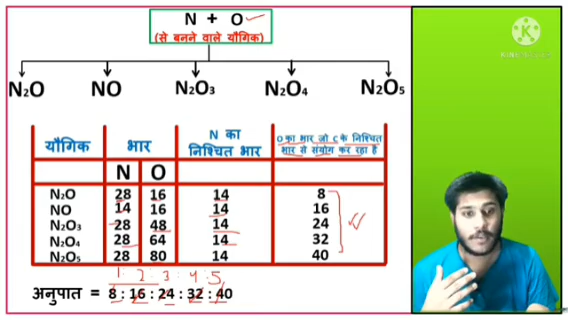 N + O
(से बनने वाले यौगिक)
N₂O NO N₂O₃ N₂O₄ N₂O₅
यौगिक भार N का निश्चित भार O का भार जो C के निश्चित भार से संयोग कर रहा है
N O
N₂O 28 16 14 8
NO 14 16 14 16
N₂O₃ 28 48 14 24
N₂O₄ 28 64 14 32
N₂O₅ 28 80 14 40
1 : 2 : 3 : 4 : 5
अनुपात = 8 : 16 : 24 : 32 : 40
KINEMASTER